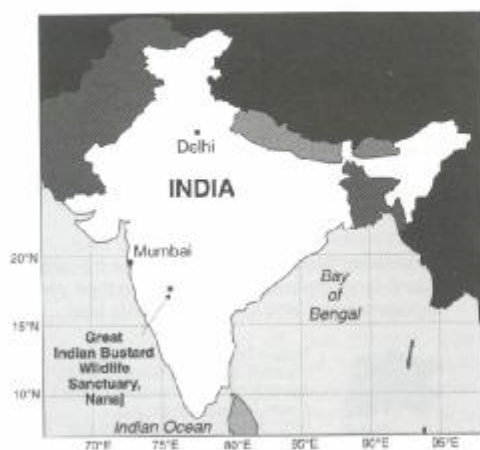 Delhi
INDIA
Mumbai
20°N
Bay
of
Bengal
15°N
Great
Indian Bustard
Wildlife
Sanctuary,
Nanaj
10°N
Indian Ocean
70°E
75°E
80°E
85°E
90°E
95°E